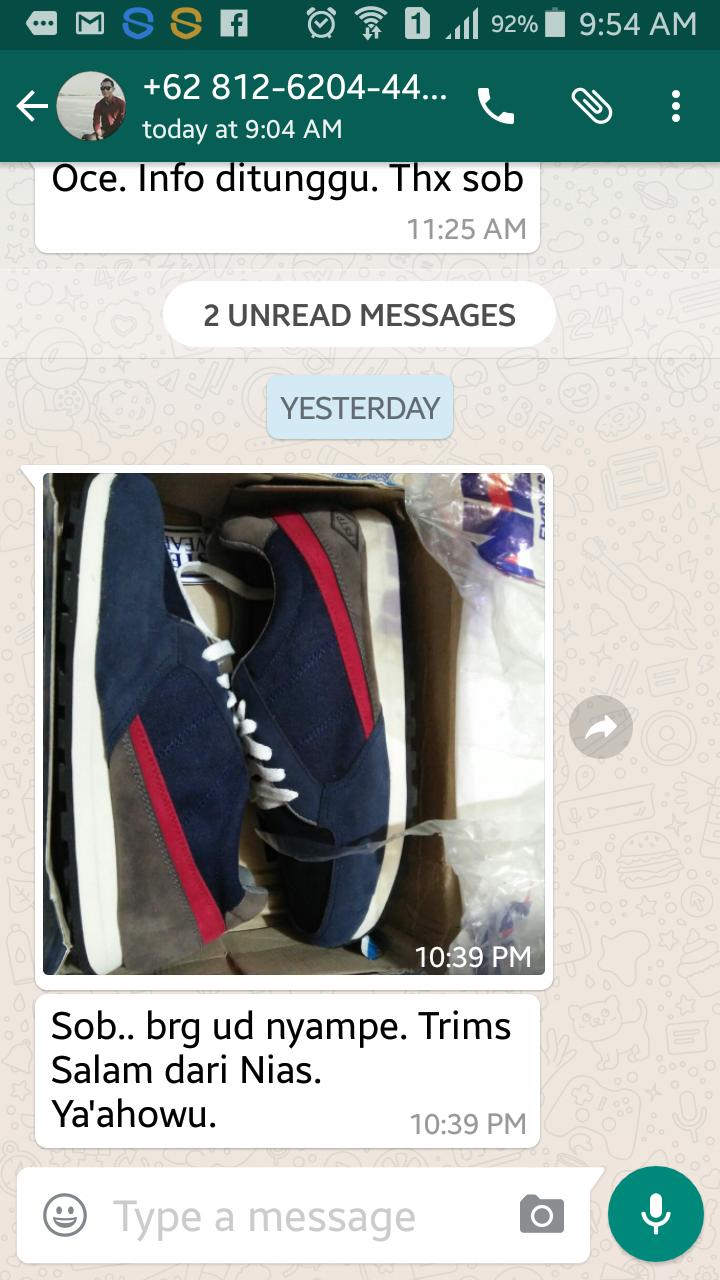 1
92%
9:54 AM
+62 812-6204-44...
today at 9:04 AM
Oce. Info ditunggu. Thx sob
11:25 AM
2 UNREAD MESSAGES
YESTERDAY
10:39 PM
Sob.. brg ud nyampe. Trims
Salam dari Nias.
Ya'ahowu.
10:39 PM
Type a message